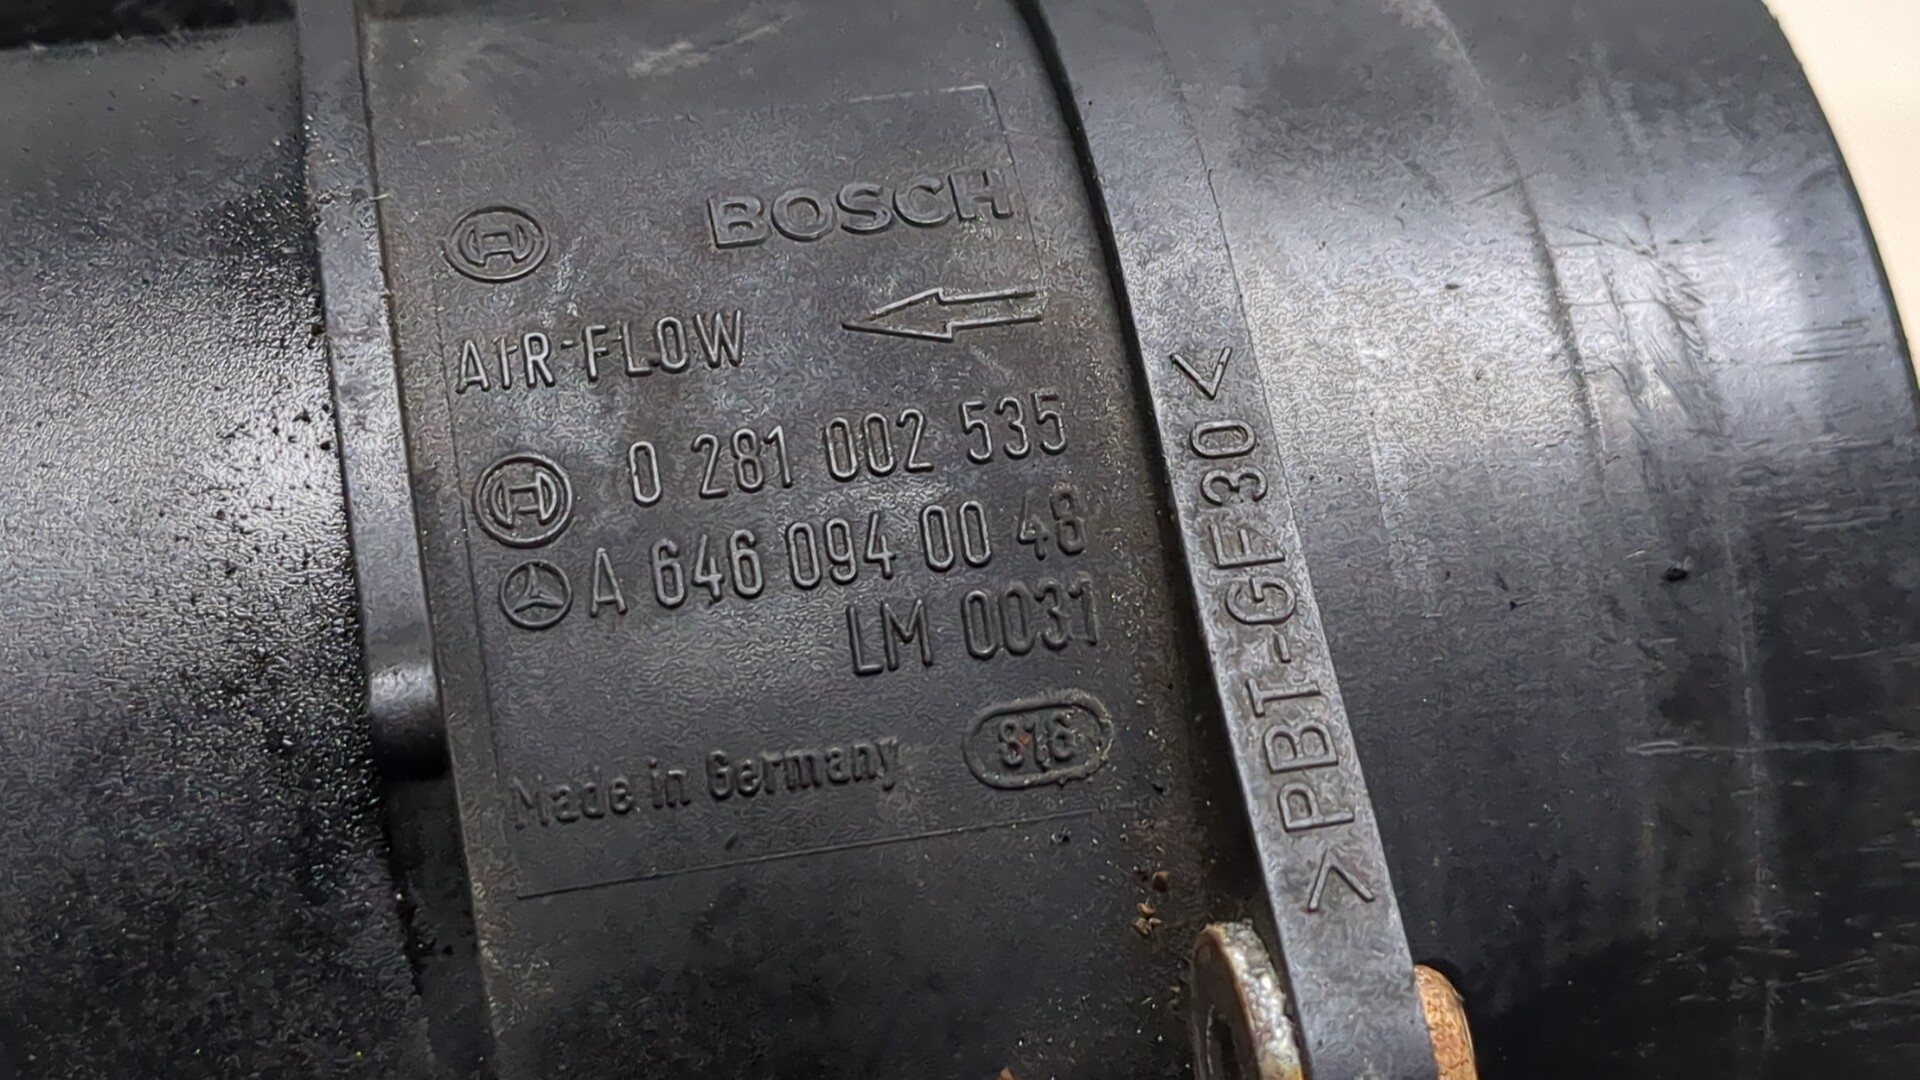 BOSCH
AIR-FLOW
0 281 002 535
A 646 094 00 48
LM 0031
Made in Germany
816
>PBT-GF30<